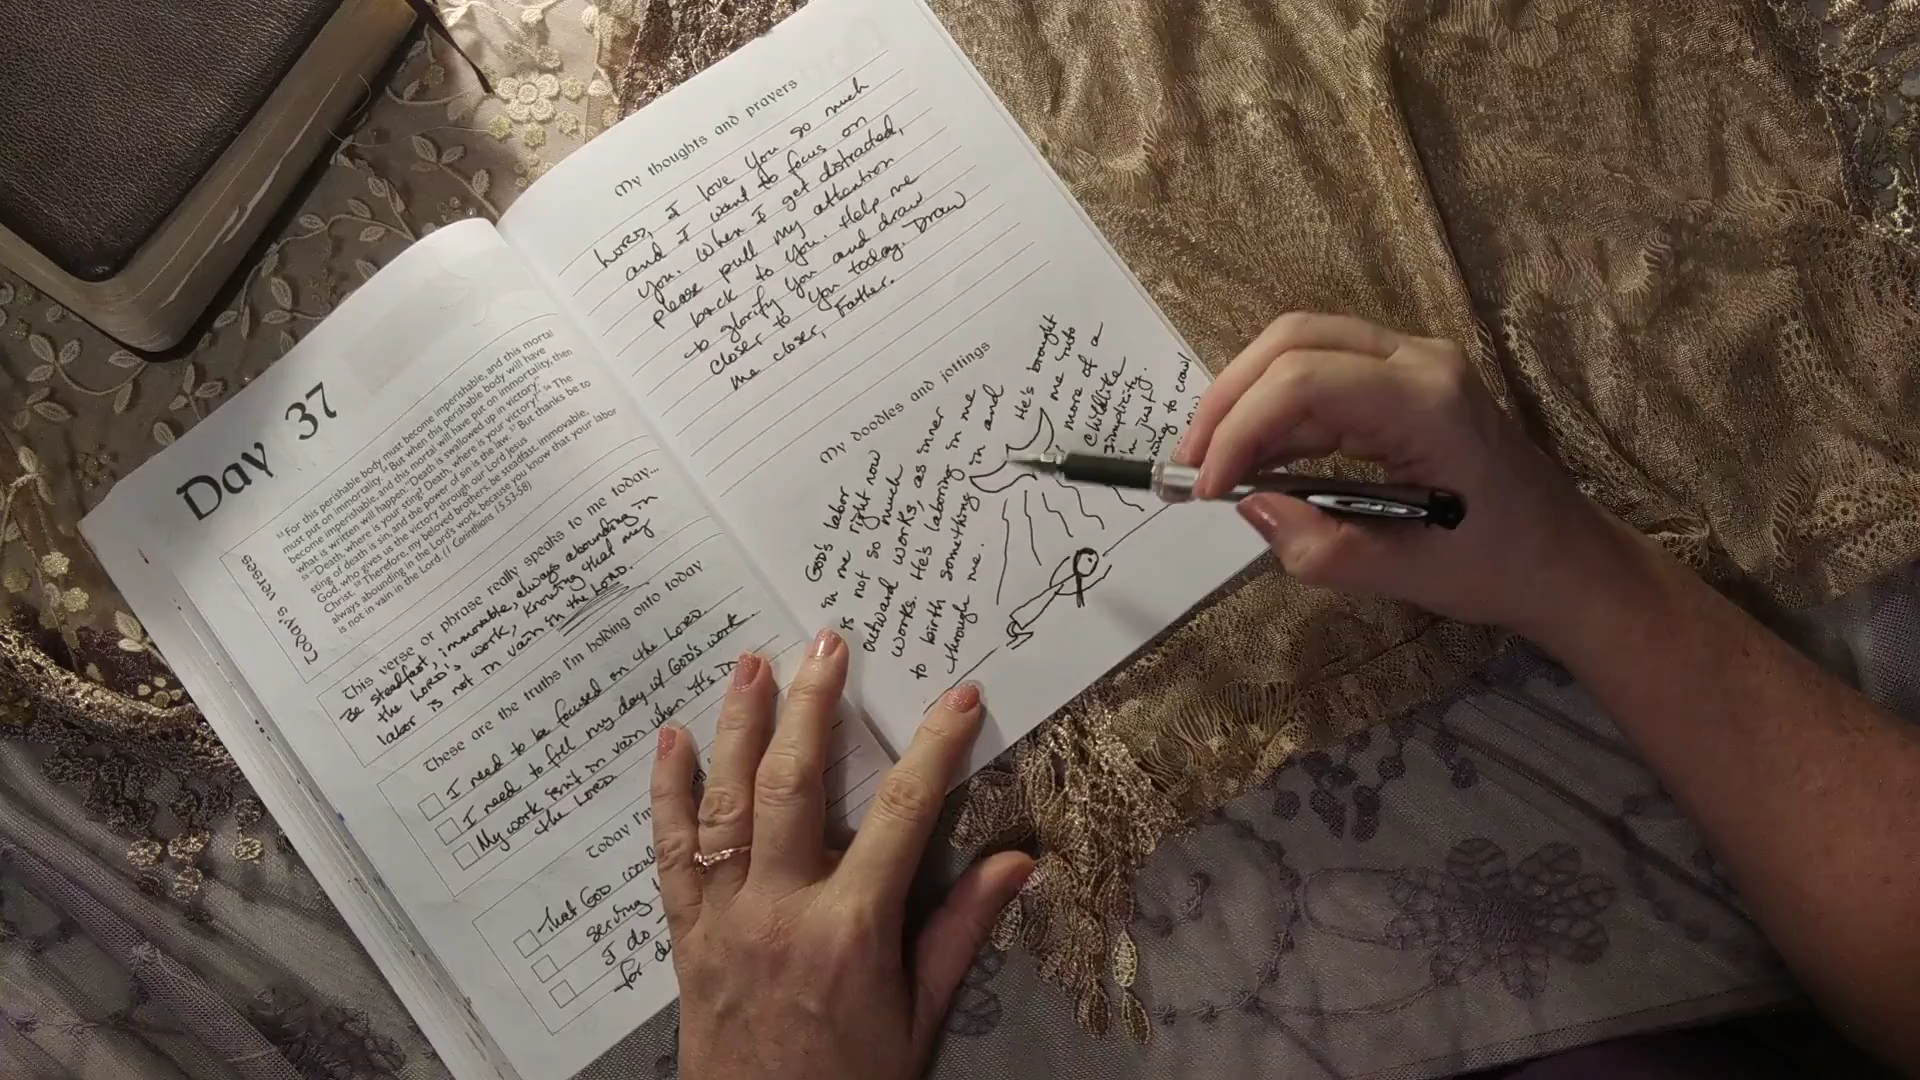 Day 37
Today's verses
⁵³ For this perishable body must become imperishable, and this mortal
must put on immortality. ⁵⁴ But when this perishable body will have
become imperishable, and this mortal will have put on immortality, then
what is written will happen: "Death is swallowed up in victory."
⁵⁵ "Death, where is your sting? Death, where is your victory?" ⁵⁶ The
sting of death is sin, and the power of sin is the law. ⁵⁷ But thanks be to
God, who gives us the victory through our Lord Jesus
Christ. ⁵⁸ Therefore, my beloved brothers, be steadfast, immovable,
always abounding in the Lord's work, because you know that your labor
is not in vain in the Lord. (1 Corinthians 15:53-58)
This verse or phrase really speaks to me today...
Be steadfast, immovable, always abounding in
the LORD's work, knowing that my
labor is not in vain in the LORD.
These are the truths I'm holding onto today
I need to be focused on the LORD.
I need to fuel my day w/ GOD's work.
My work isn't in vain when it's in
the LORD.
Today I'm
That GOD would
serving
I do
for
My thoughts and prayers
LORD, I love You so much
and I want to focus on
You. When I get distracted,
please pull my attention
back to You. Help me
to glorify You and draw
closer to You today. Draw
me closer, Father.
My doodles and jottings
GOD's labor
in me right now
is not so much
outward works, as inner
works. He's laboring in me
to birth something in and
through me.
He's brought
me into
more of a
childlike
simplicity
in just
to crawl